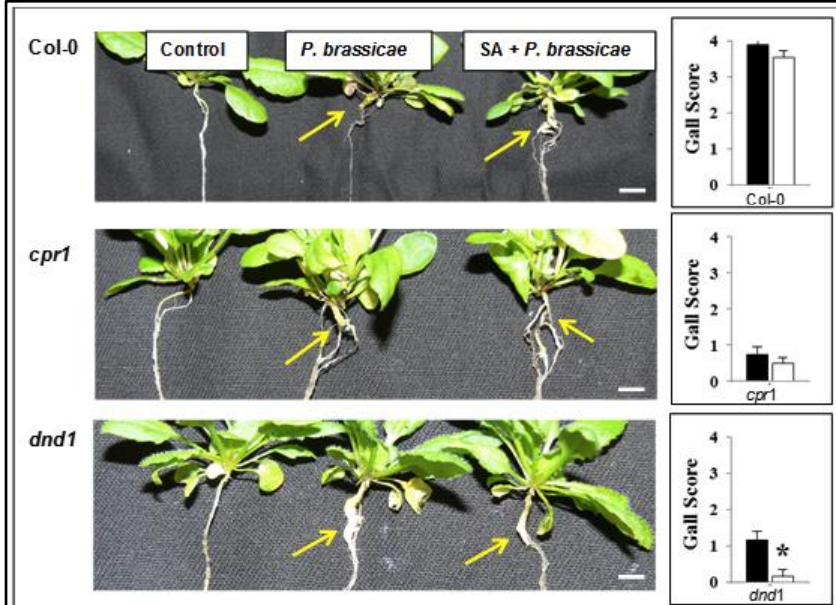 Col-0
Control
P. brassicae
SA + P. brassicae
Gall Score
4
3
2
1
0
Col-0
cpr1
Gall Score
4
3
2
1
0
cpr1
dnd1
Gall Score
4
3
2
1
0
*
dnd1